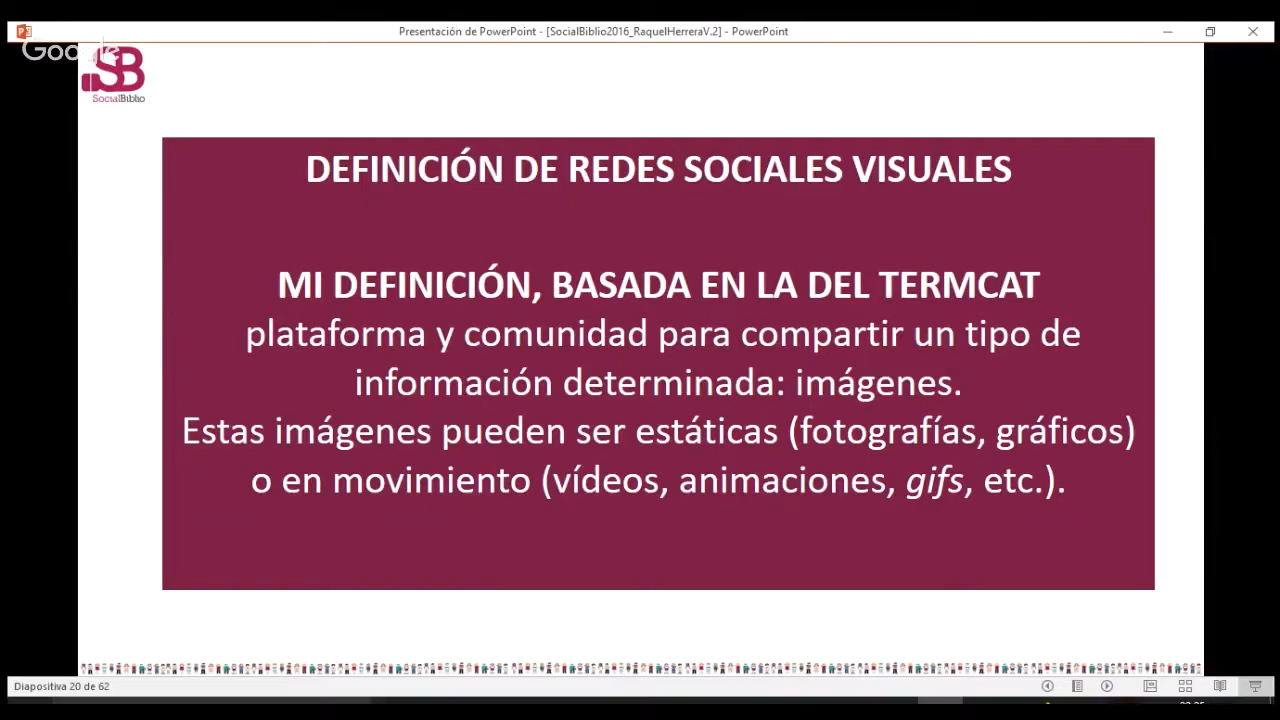 Presentación de PowerPoint - [SocialBiblio2016_RaquelHerreraV.2] - PowerPoint
Google
SB
SocialBiblio
DEFINICIÓN DE REDES SOCIALES VISUALES
MI DEFINICIÓN, BASADA EN LA DEL TERMCAT
plataforma y comunidad para compartir un tipo de
información determinada: imágenes.
Estas imágenes pueden ser estáticas (fotografías, gráficos)
o en movimiento (vídeos, animaciones, gifs, etc.).
Diapositiva 20 de 62